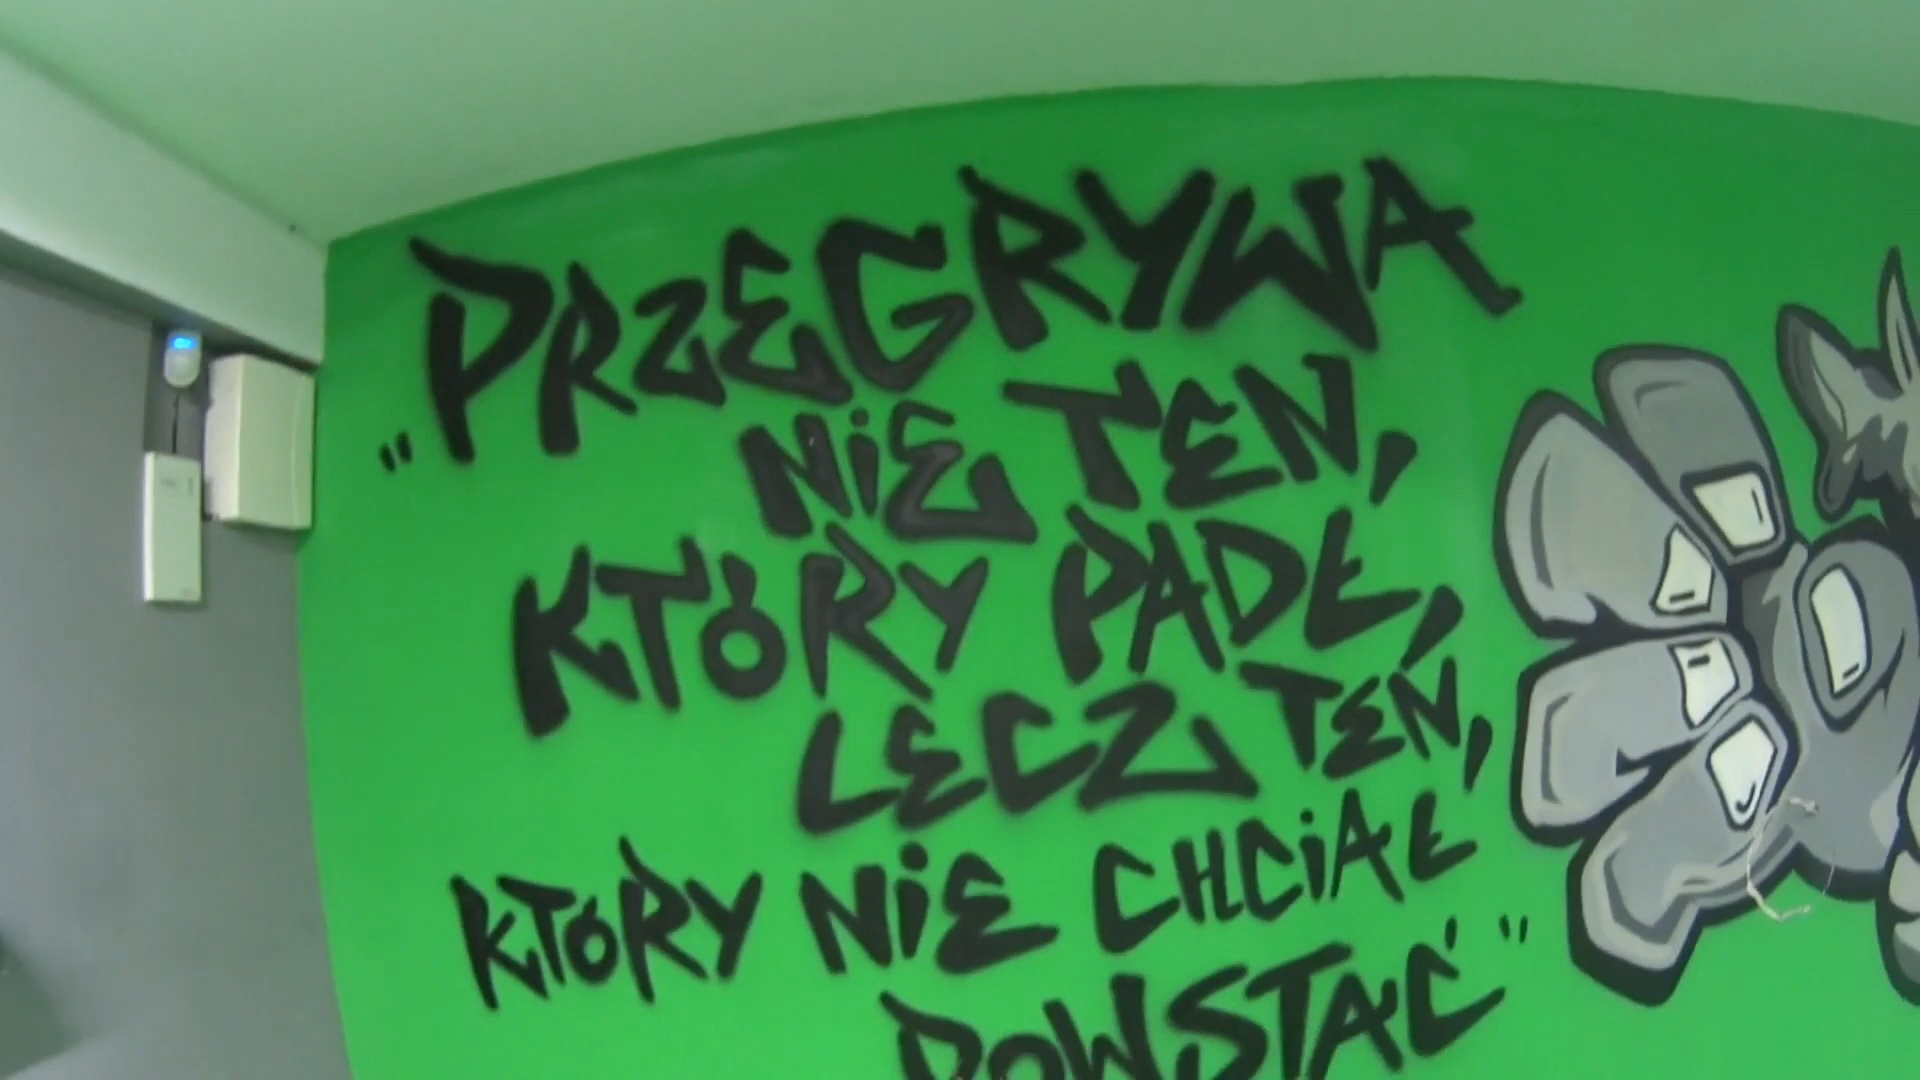 „PRZEGRYWA
NIE TEN,
KTÓRY PADŁ,
LECZ TEN,
KTÓRY NIE CHCIAŁ
POWSTAĆ"